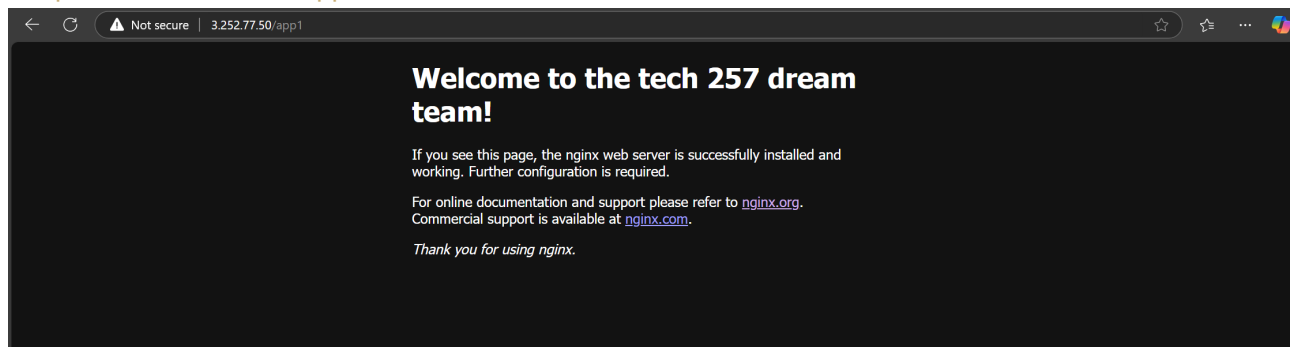 Not secure | 3.252.77.50/app1
Welcome to the tech 257 dream
team!
If you see this page, the nginx web server is successfully installed and
working. Further configuration is required.
For online documentation and support please refer to nginx.org.
Commercial support is available at nginx.com.
Thank you for using nginx.